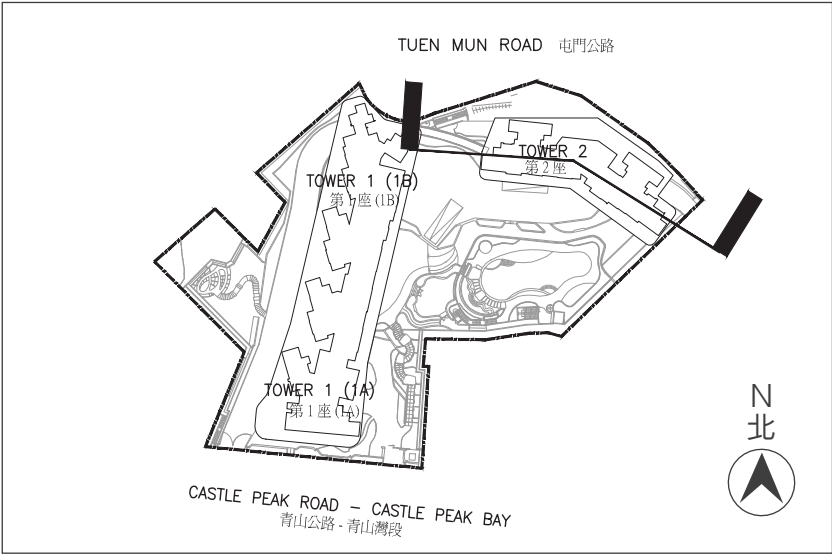 TUEN MUN ROAD 屯門公路
TOWER 2
第2座
TOWER 1 (1B)
第1座(1B)
TOWER 1 (1A)
第1座(1A)
N
北
CASTLE PEAK ROAD - CASTLE PEAK BAY
青山公路 - 青山灣段